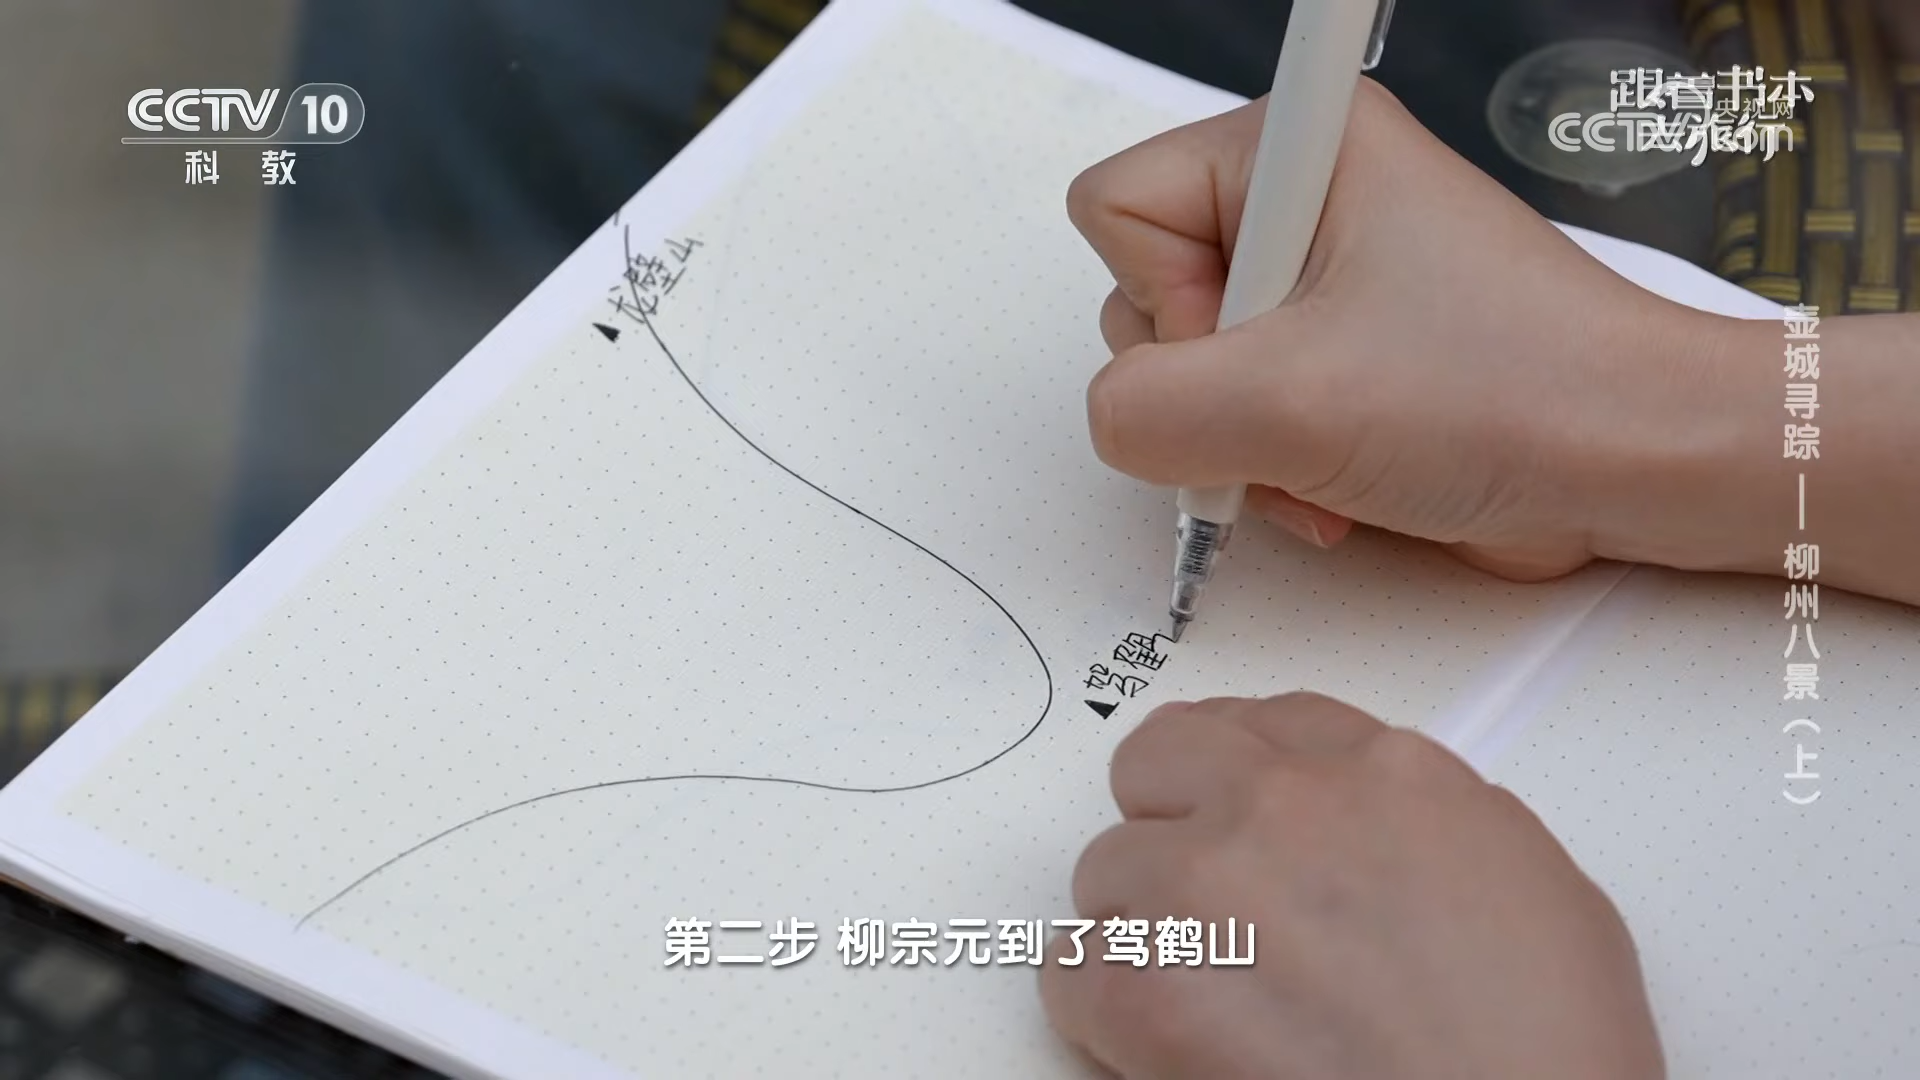 CCTV 10
科教
跟着书本
去旅行
央视网
CCTV.com
龙壁山
驾鹤
壶城寻踪——柳州八景（上）
第二步 柳宗元到了驾鹤山